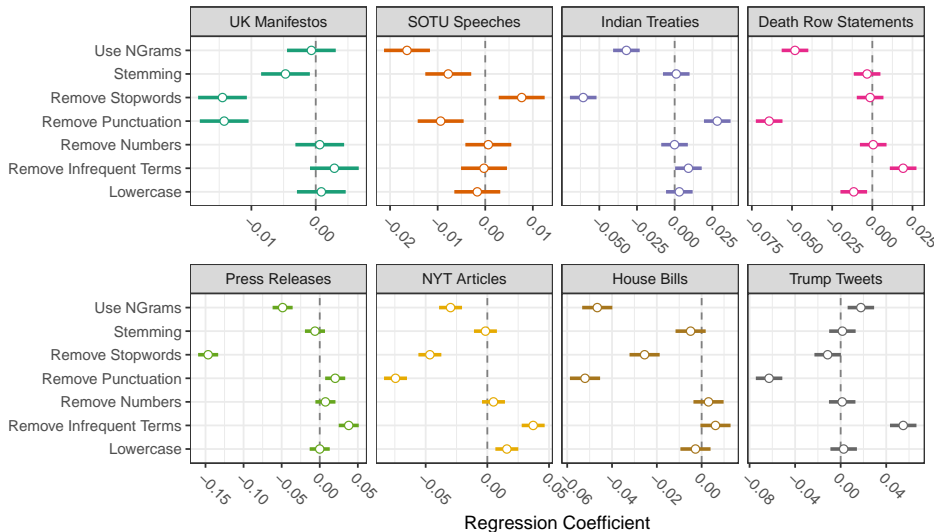 UK Manifestos SOTU Speeches Indian Treaties Death Row Statements
Use NGrams
Stemming
Remove Stopwords
Remove Punctuation
Remove Numbers
Remove Infrequent Terms
Lowercase
−0.01 0.00 −0.02 −0.01 0.00 0.01 −0.050 −0.025 0.000 0.025 −0.075 −0.050 −0.025 0.000 0.025
Press Releases NYT Articles House Bills Trump Tweets
Use NGrams
Stemming
Remove Stopwords
Remove Punctuation
Remove Numbers
Remove Infrequent Terms
Lowercase
−0.15 −0.10 −0.05 0.00 0.05 −0.05 0.00 0.05 −0.06 −0.04 −0.02 0.00 −0.08 −0.04 0.00 0.04
Regression Coefficient